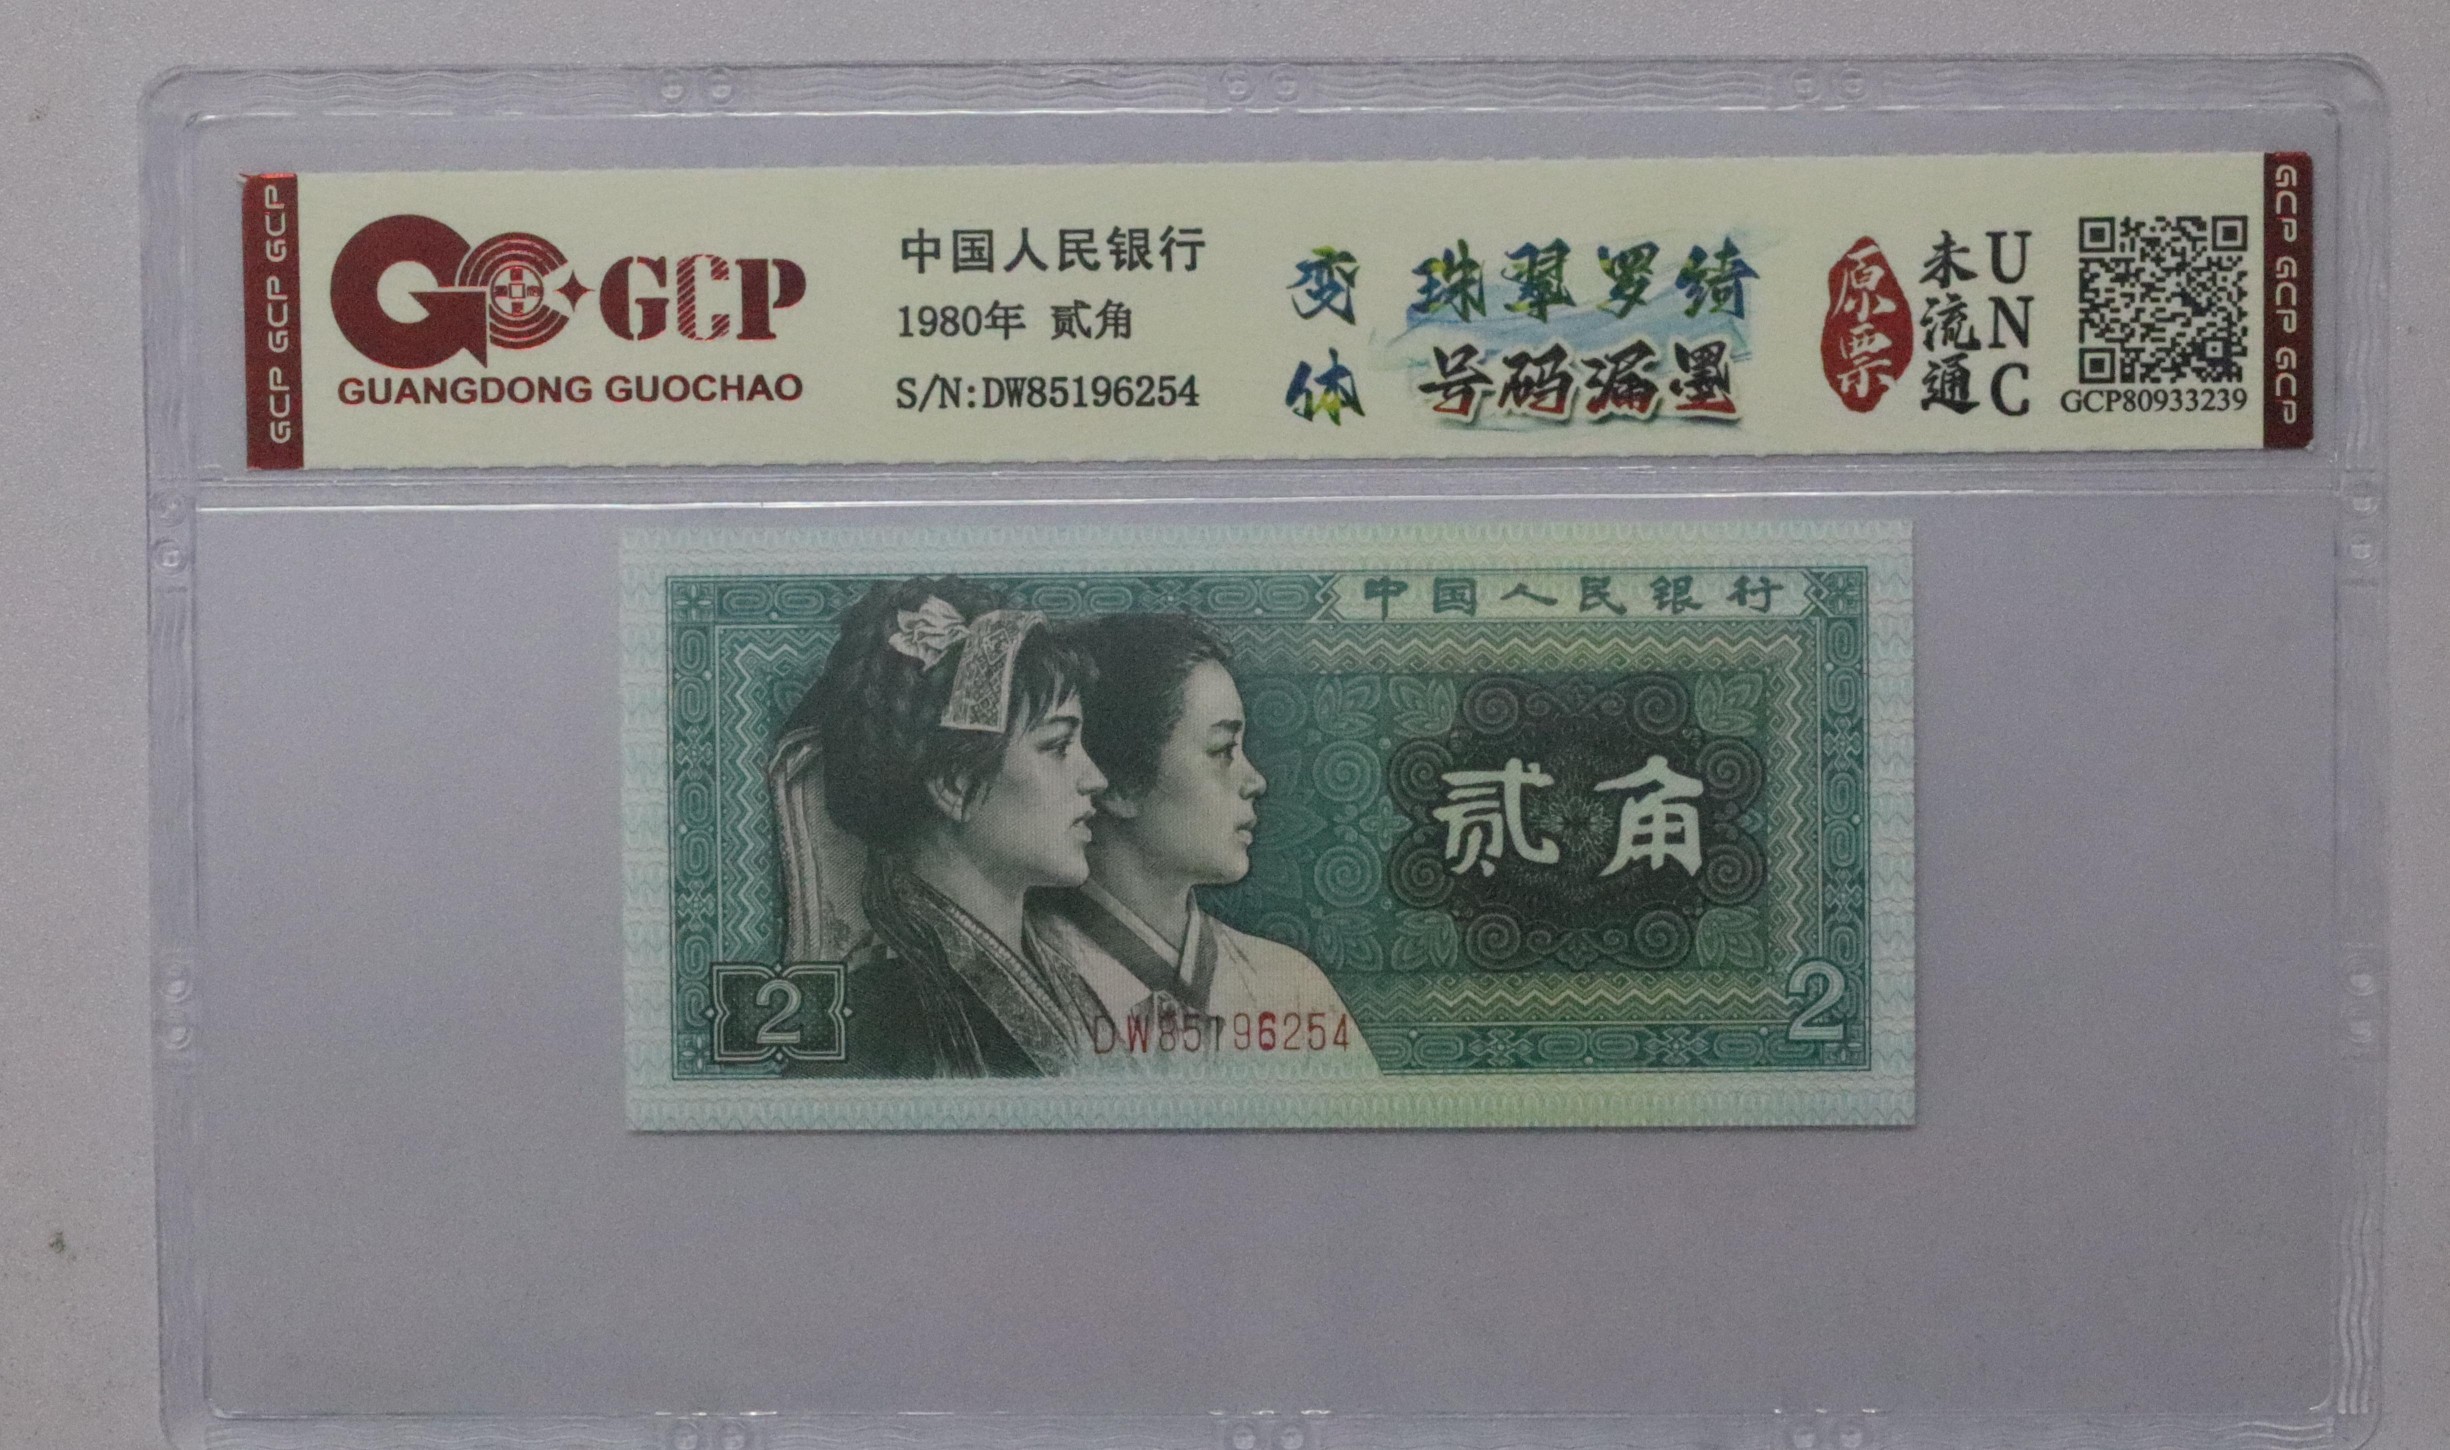 GCP GCP GCP
GCP
GUANGDONG GUOCHAO
中国人民银行
1980年 贰角
S/N:DW85196254
变体
珠翠罗绮
号码漏墨
原票
未流通
UNC
GCP80933239
GCP GCP GCP
中国人民银行
贰角
2
DW85196254
2